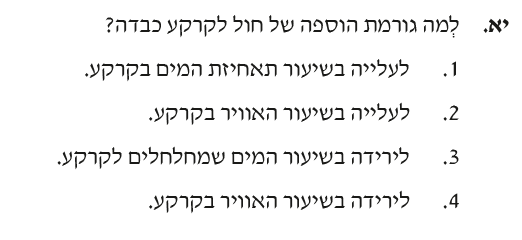 יא. לְמה גורמת הוספה של חול לקרקע כבדה?
1. לעלייה בשיעור תאחיזת המים בקרקע.
2. לעלייה בשיעור האוויר בקרקע.
3. לירידה בשיעור המים שמחלחלים לקרקע.
4. לירידה בשיעור האוויר בקרקע.